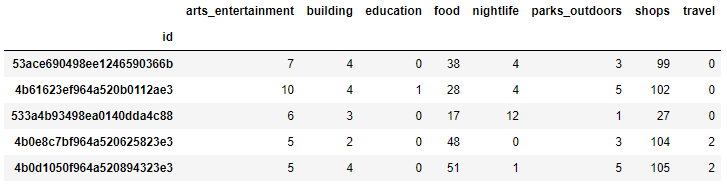 arts_entertainment building education food nightlife parks_outdoors shops travel
id
53ace690498ee1246590366b 7 4 0 38 4 3 99 0
4b61623ef964a520b0112ae3 10 4 1 28 4 5 102 0
533a4b93498ea0140dda4c88 6 3 0 17 12 1 27 0
4b0e8c7bf964a520625823e3 5 2 0 48 0 3 104 2
4b0d1050f964a520894323e3 5 4 0 51 1 5 105 2